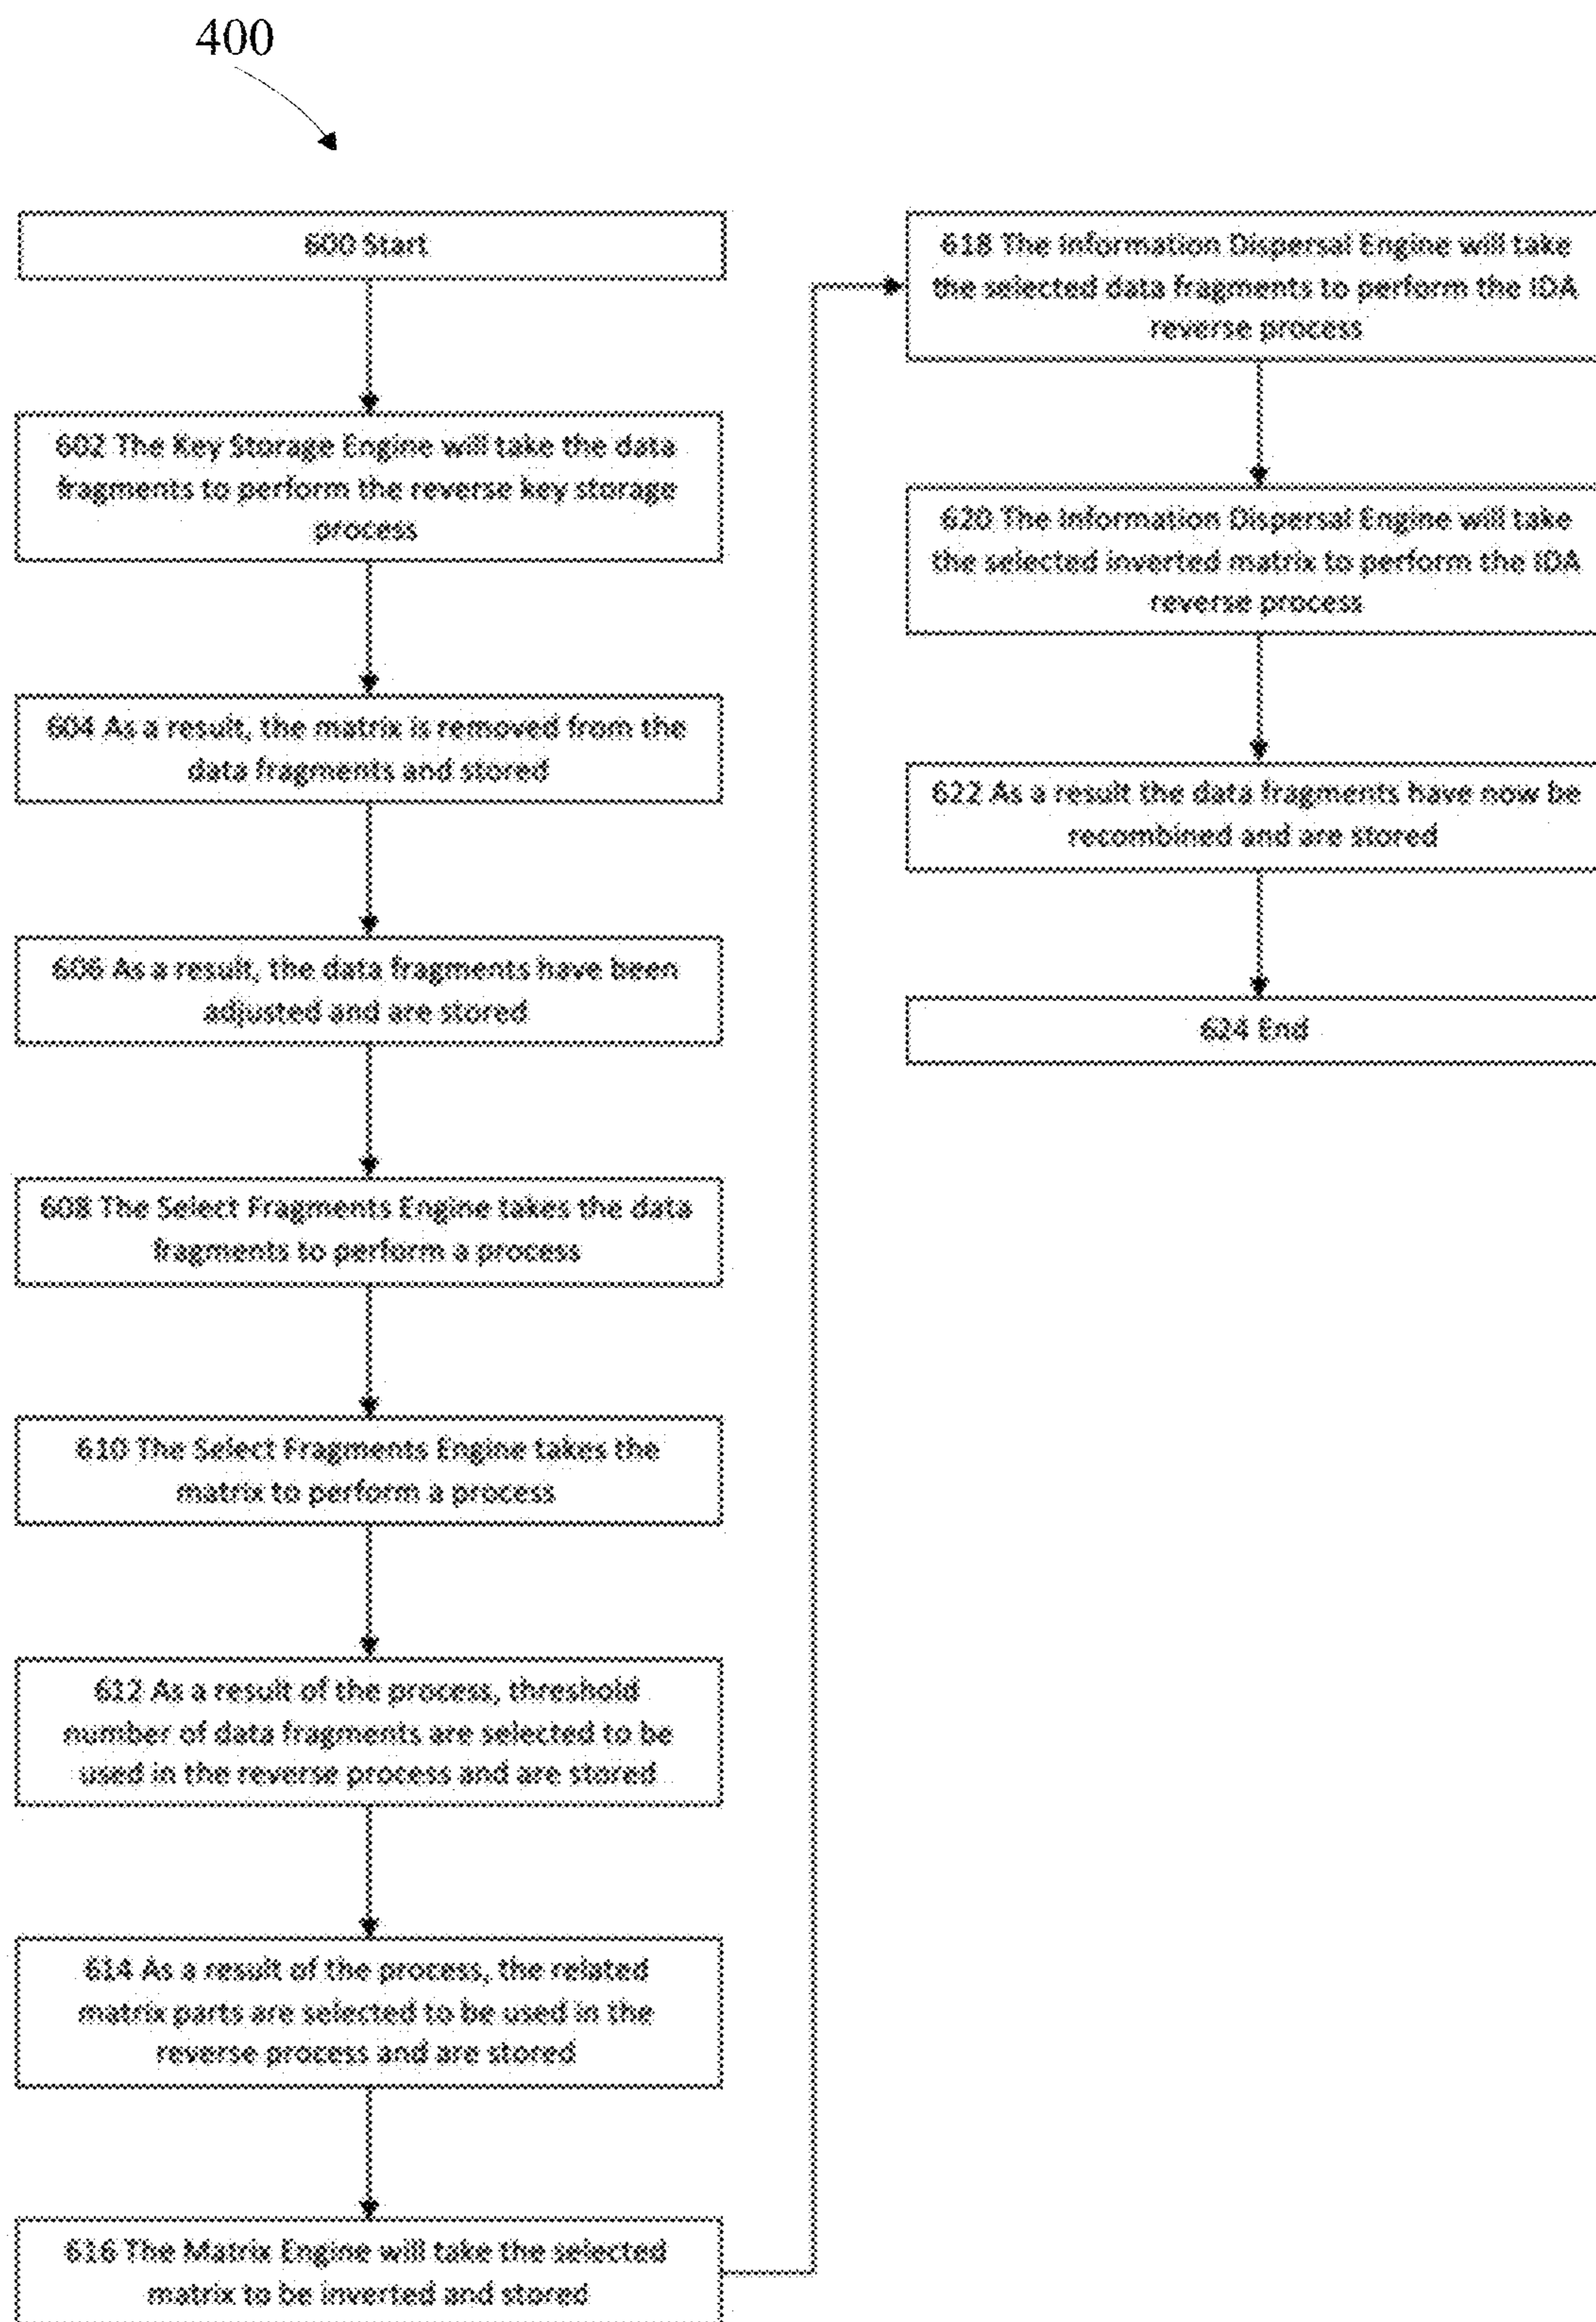 400
600 Start
602 The Key Storage Engine will take the data
fragments to perform the reverse key storage
process
604 As a result, the matrix is removed from the
data fragments and stored
606 As a result, the data fragments have been
adjusted and are stored
608 The Select Fragments Engine takes the data
fragments to perform a process
610 The Select Fragments Engine takes the
matrix to perform a process
612 As a result of the process, threshold
number of data fragments are selected to be
used in the reverse process and are stored
614 As a result of the process, the related
matrix parts are selected to be used in the
reverse process and are stored
616 The Matrix Engine will take the selected
matrix to be inverted and stored
618 The Information Dispersal Engine will take
the selected data fragments to perform the IDA
reverse process
620 The Information Dispersal Engine will take
the selected inverted matrix to perform the IDA
reverse process
622 As a result the data fragments have now be
recombined and are stored
624 End